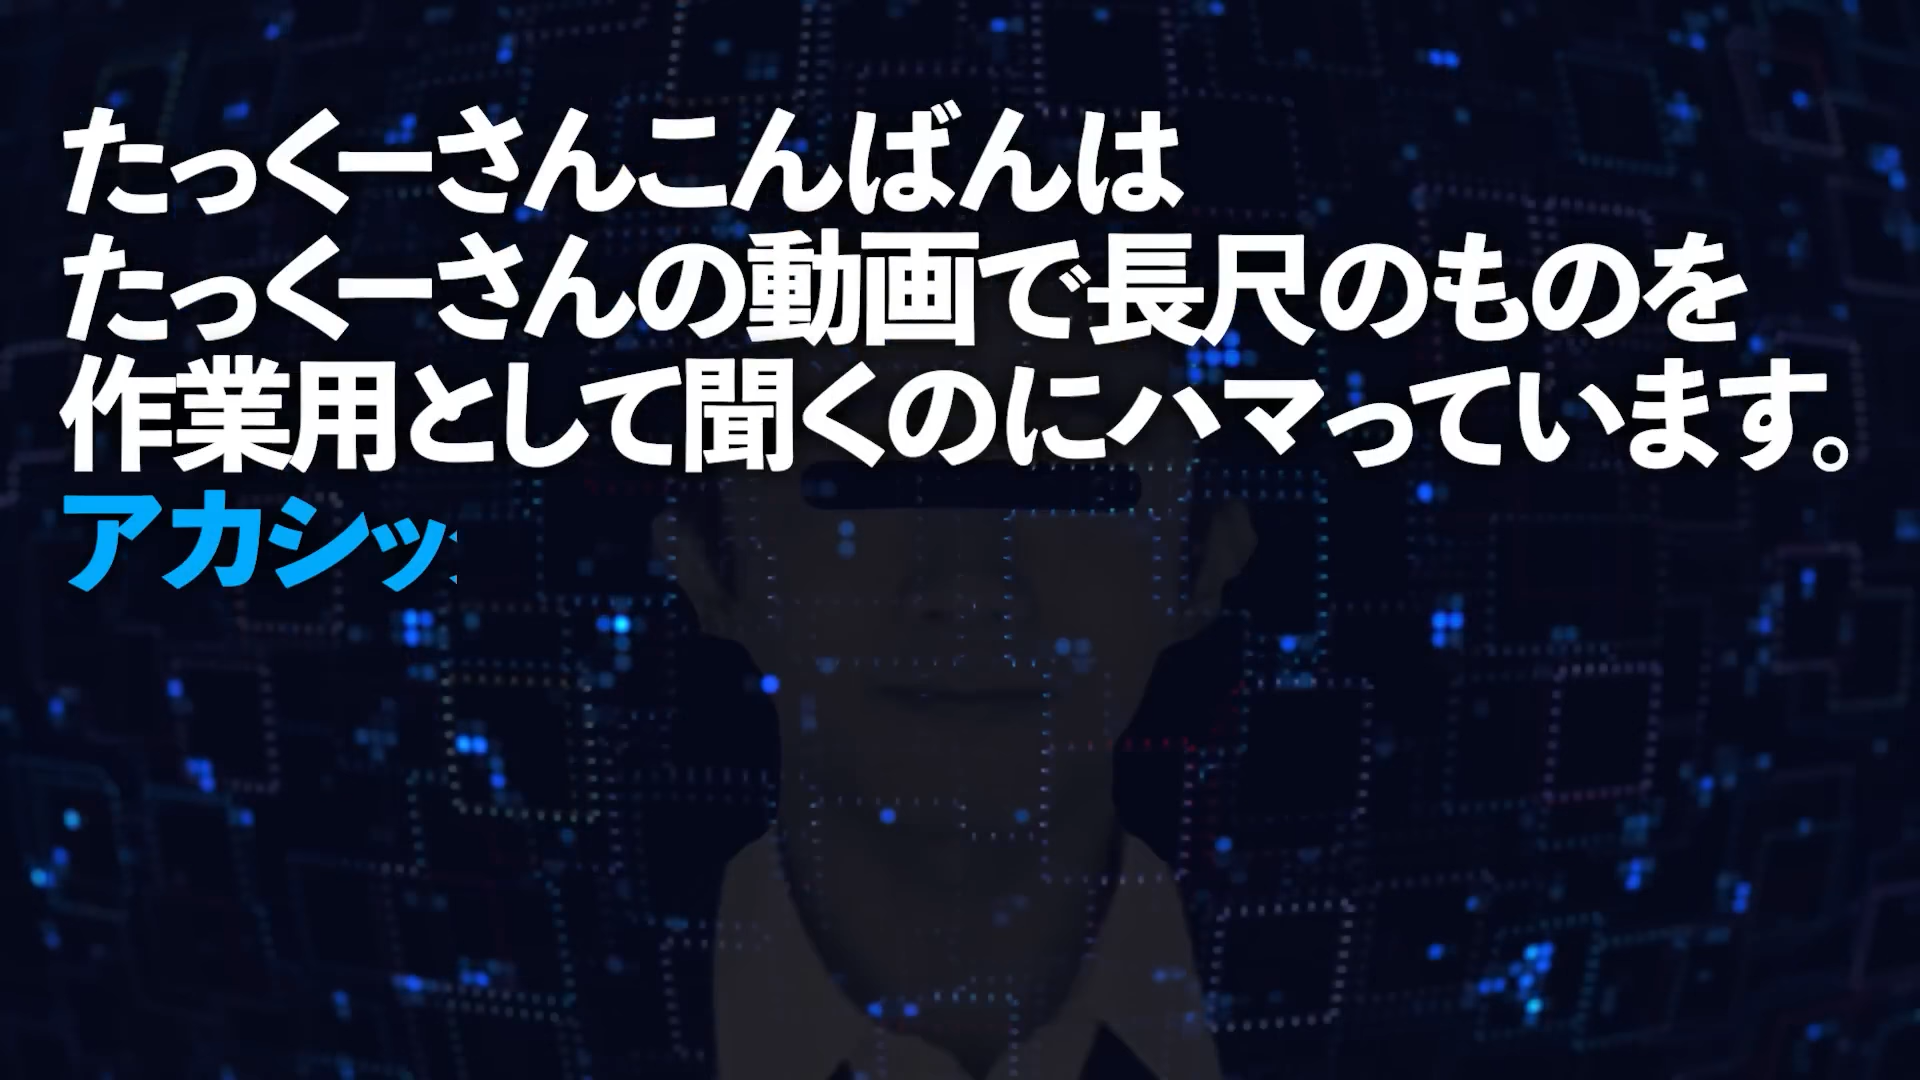 たっくーさんこんばんは
たっくーさんの動画で長尺のものを
作業用として聞くのにハマっています。
アカシッ